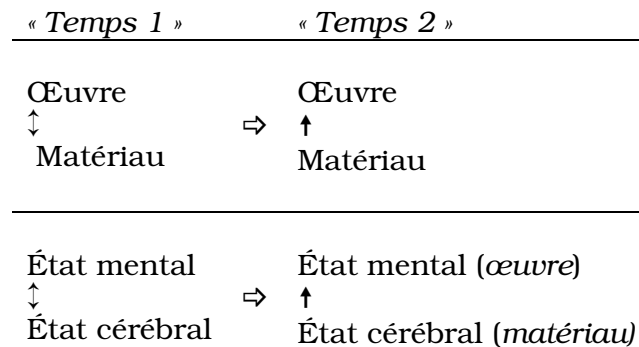 « Temps 1 » « Temps 2 »
Œuvre Œuvre
↕ ⇨ ↑
Matériau Matériau
État mental État mental (œuvre)
↕ ⇨ ↑
État cérébral État cérébral (matériau)